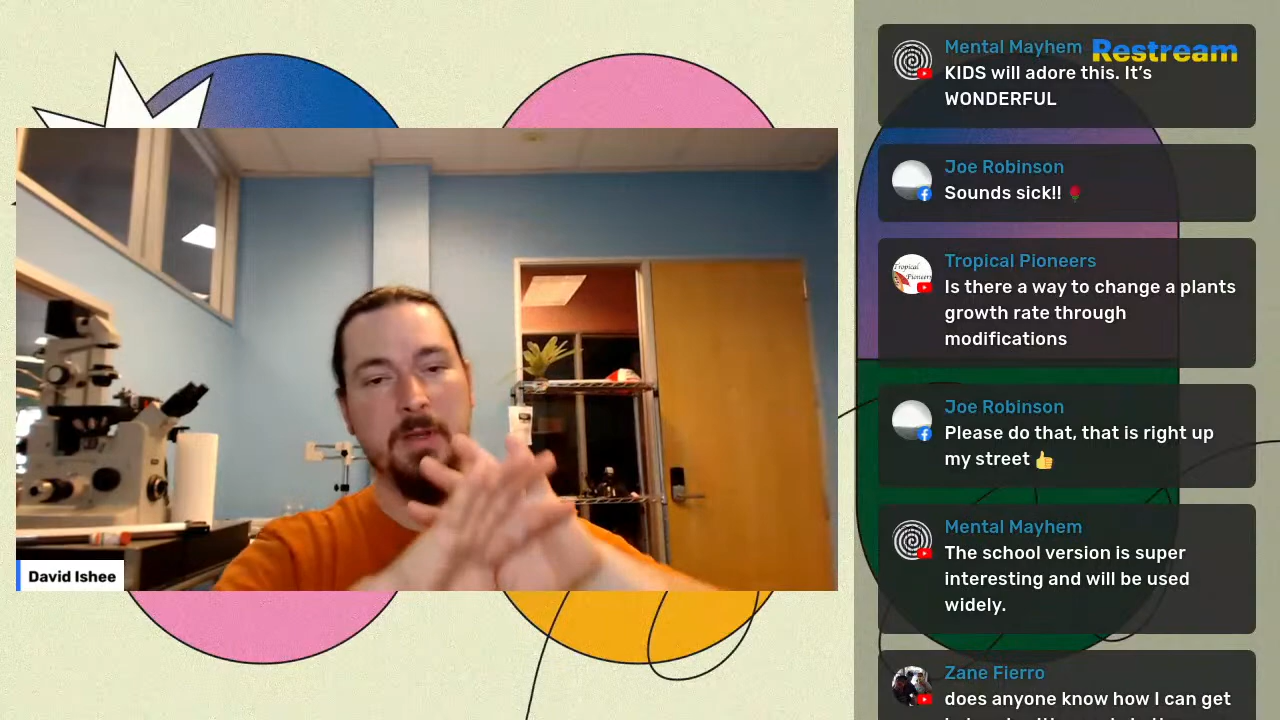 Mental Mayhem
Restream
KIDS will adore this. It’s
WONDERFUL
Joe Robinson
Sounds sick!!
Tropical Pioneers
Tropical
Pioneers
Is there a way to change a plants
growth rate through
modifications
Joe Robinson
Please do that, that is right up
my street
Mental Mayhem
The school version is super
interesting and will be used
widely.
Zane Fierro
does anyone know how I can get
David Ishee